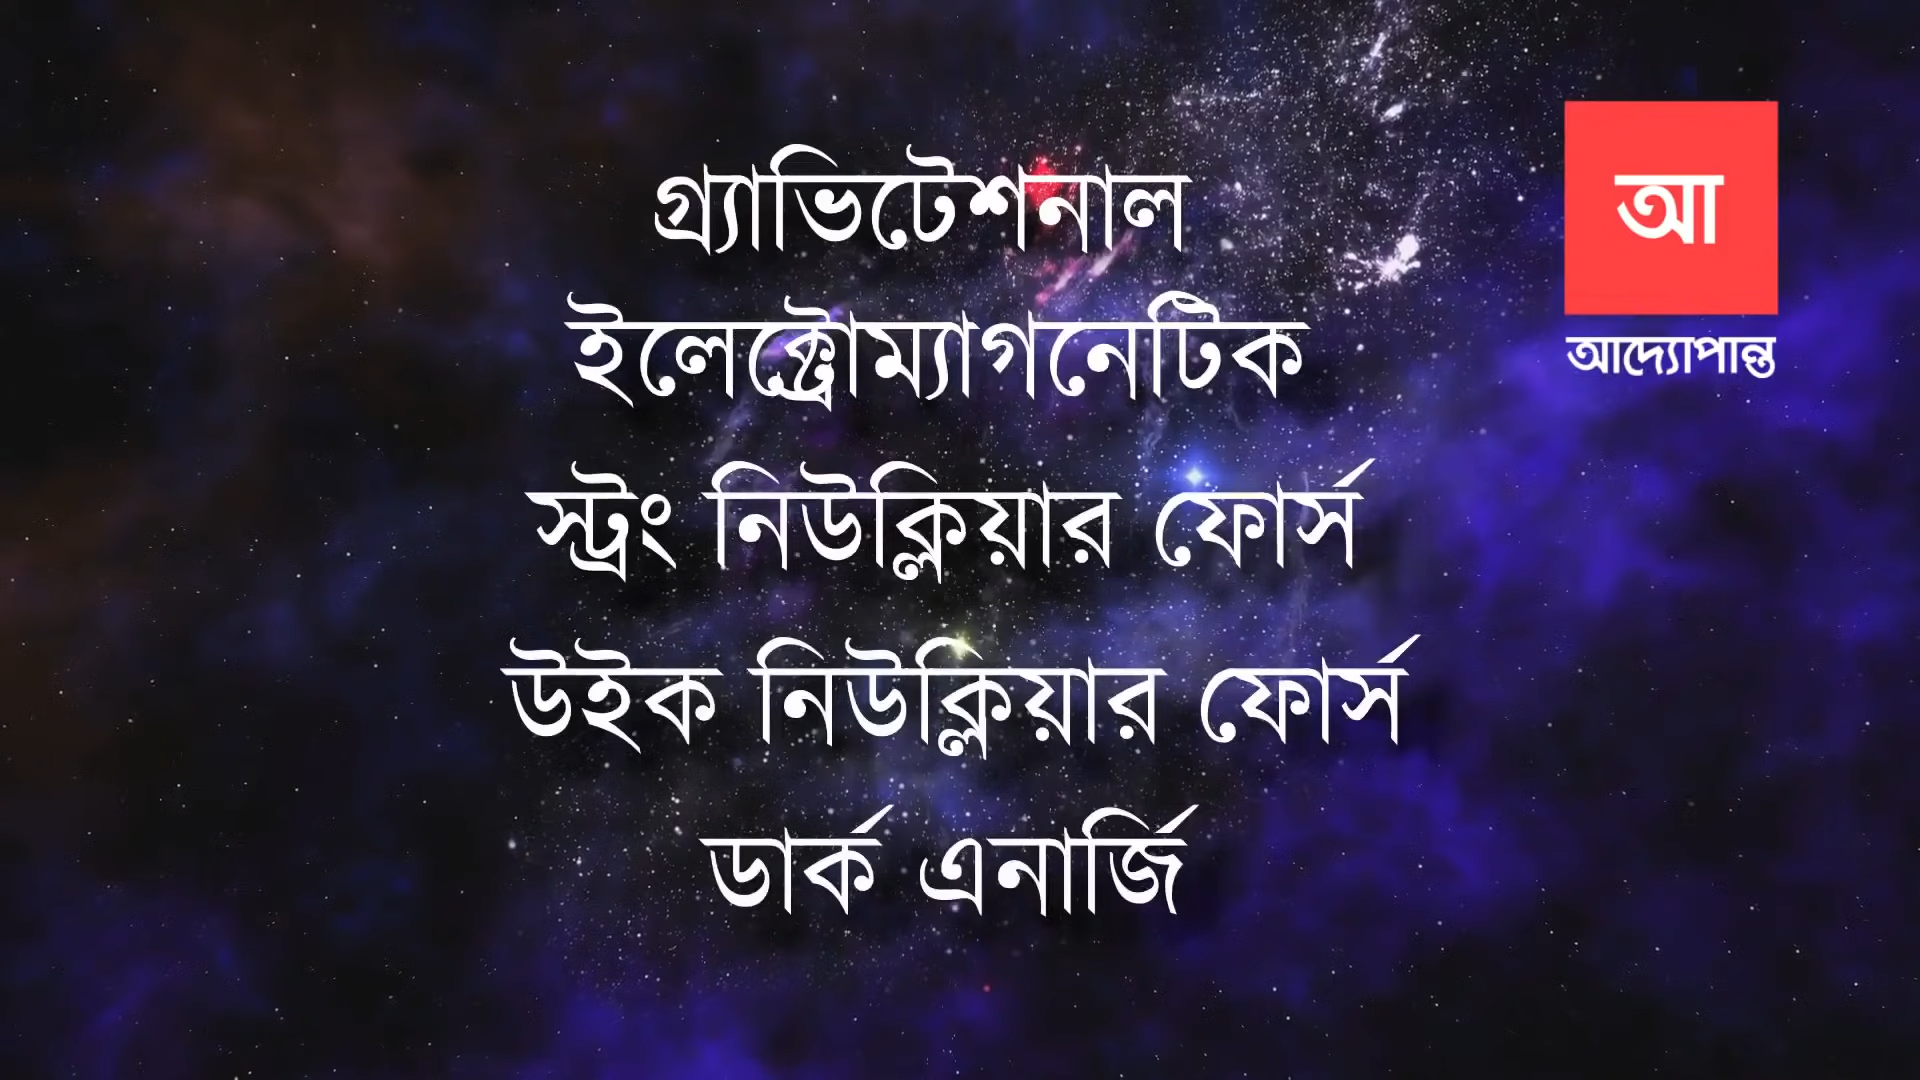 গ্র্যাভিটেশনাল
ইলেক্ট্রোম্যাগনেটিক
স্ট্রং নিউক্লিয়ার ফোর্স
উইক নিউক্লিয়ার ফোর্স
ডার্ক এনার্জি
আ
আদ্যোপান্ত